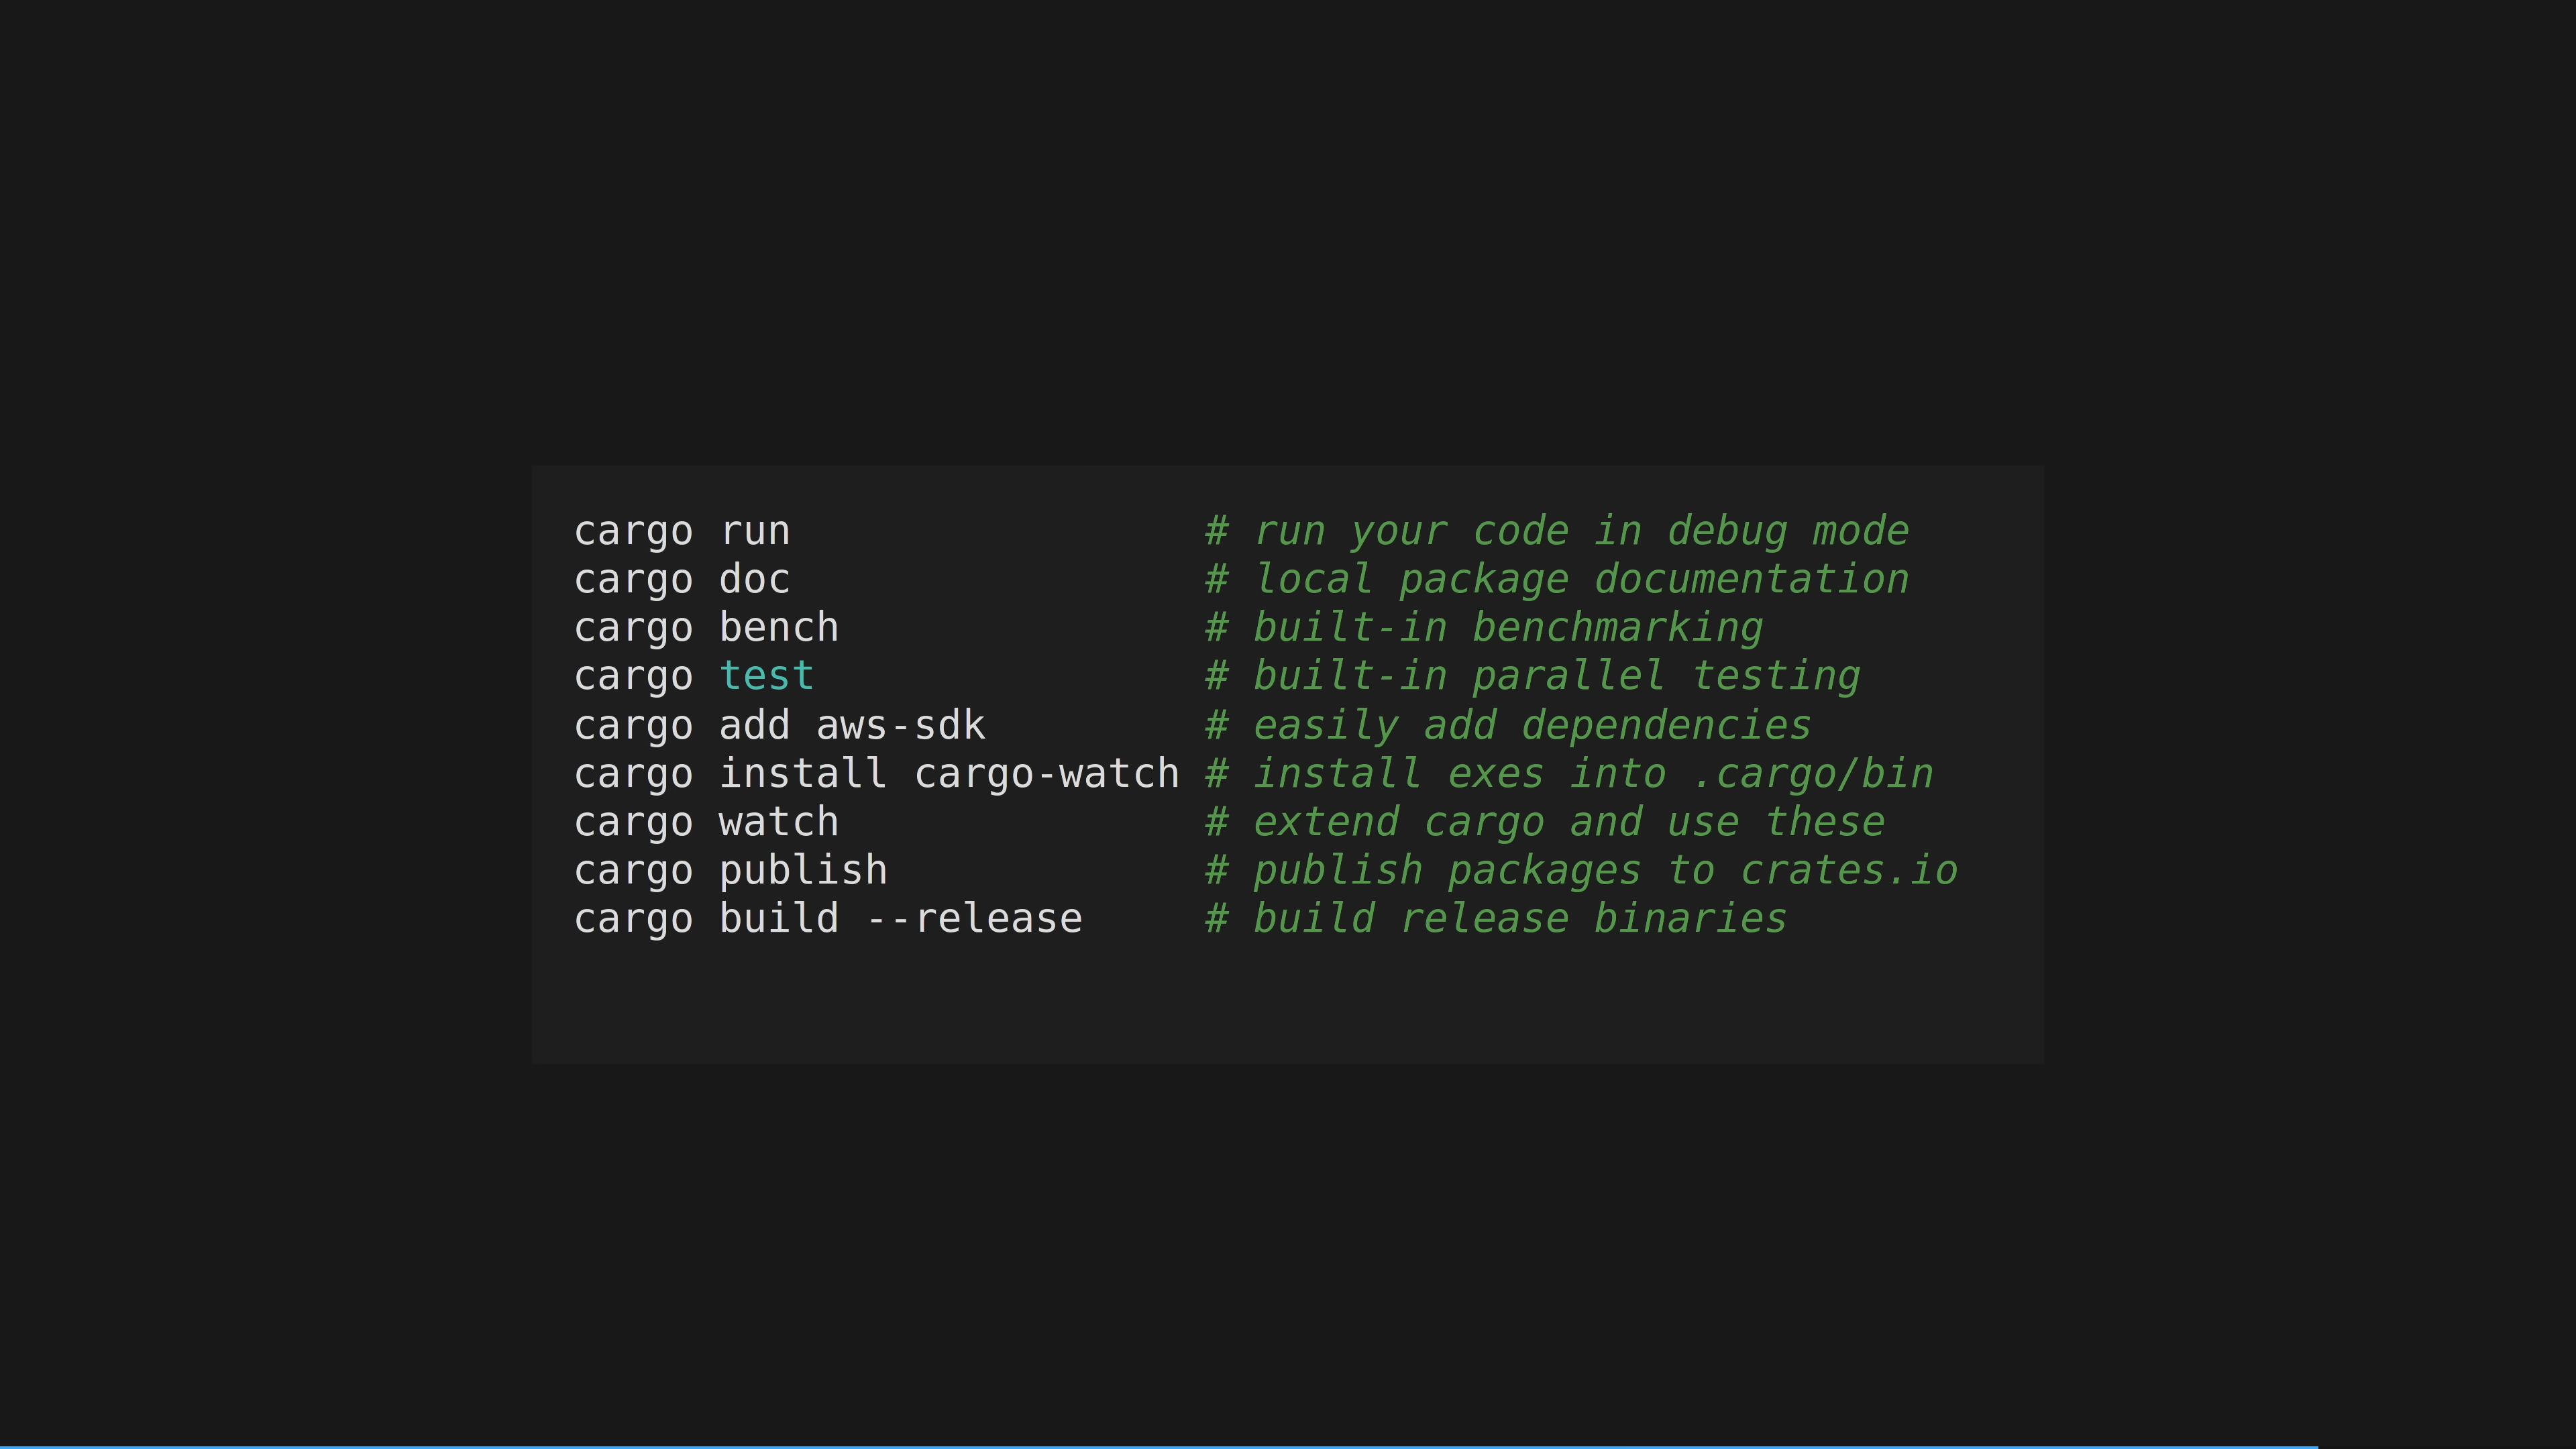 cargo run                 # run your code in debug mode
cargo doc                 # local package documentation
cargo bench               # built-in benchmarking
cargo test                # built-in parallel testing
cargo add aws-sdk         # easily add dependencies
cargo install cargo-watch # install exes into .cargo/bin
cargo watch               # extend cargo and use these
cargo publish             # publish packages to crates.io
cargo build --release     # build release binaries